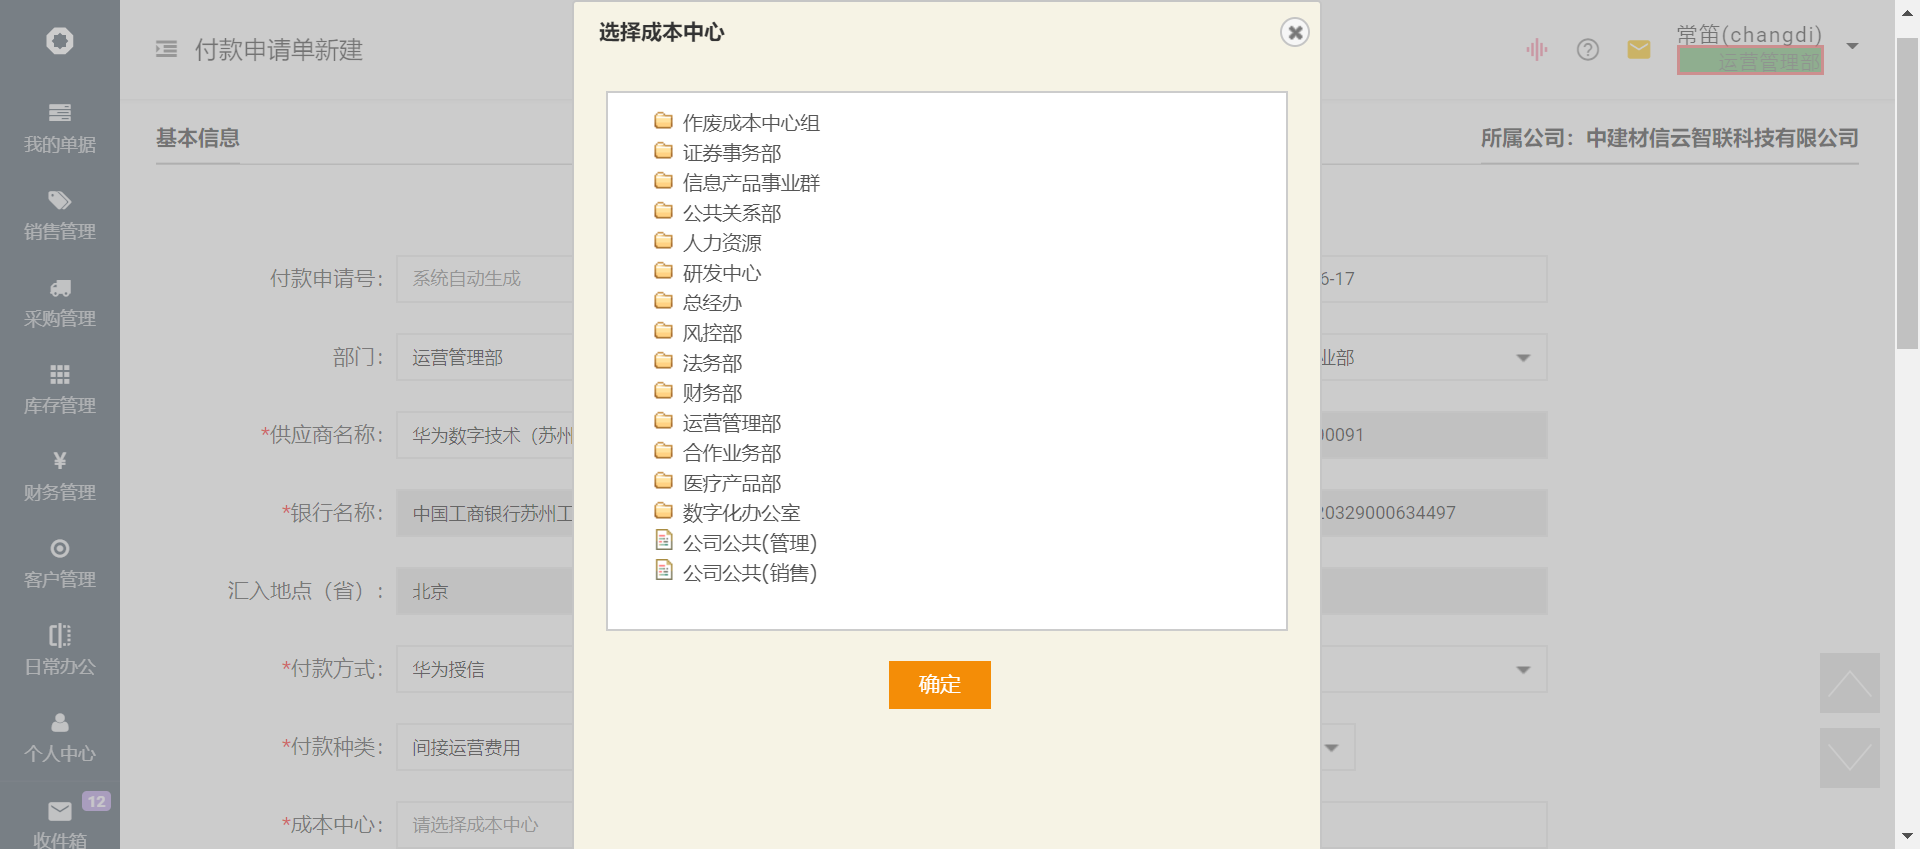 选择成本中心
付款申请单新建
常笛(changdi)
运营管理部
基本信息
所属公司：中建材信云智联科技有限公司
我的单据
销售管理
采购管理
库存管理
财务管理
客户管理
日常办公
个人中心
12
收件箱
作废成本中心组
证券事务部
信息产品事业群
公共关系部
人力资源
研发中心
总经办
风控部
法务部
财务部
运营管理部
合作业务部
医疗产品部
数字化办公室
公司公共(管理)
公司公共(销售)
确定
付款申请号： 系统自动生成 6-17
部门： 运营管理部 业部
*供应商名称： 华为数字技术（苏州 00091
*银行名称： 中国工商银行苏州工 20329000634497
汇入地点（省）： 北京
*付款方式： 华为授信
*付款种类： 间接运营费用
*成本中心： 请选择成本中心